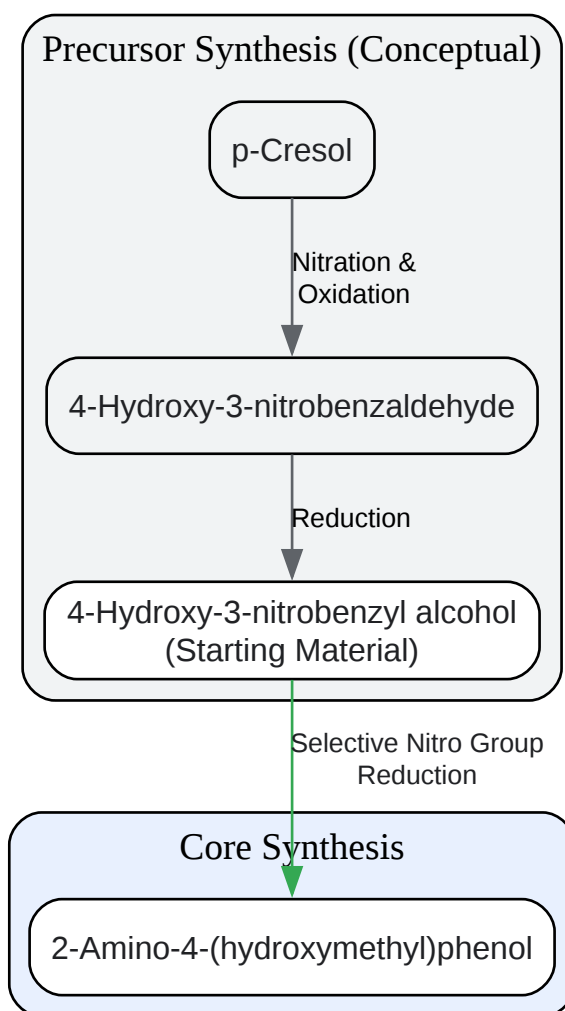 Precursor Synthesis (Conceptual)
p-Cresol
Nitration &
Oxidation
4-Hydroxy-3-nitrobenzaldehyde
Reduction
4-Hydroxy-3-nitrobenzyl alcohol
(Starting Material)
Selective Nitro Group
Reduction
Core Synthesis
2-Amino-4-(hydroxymethyl)phenol